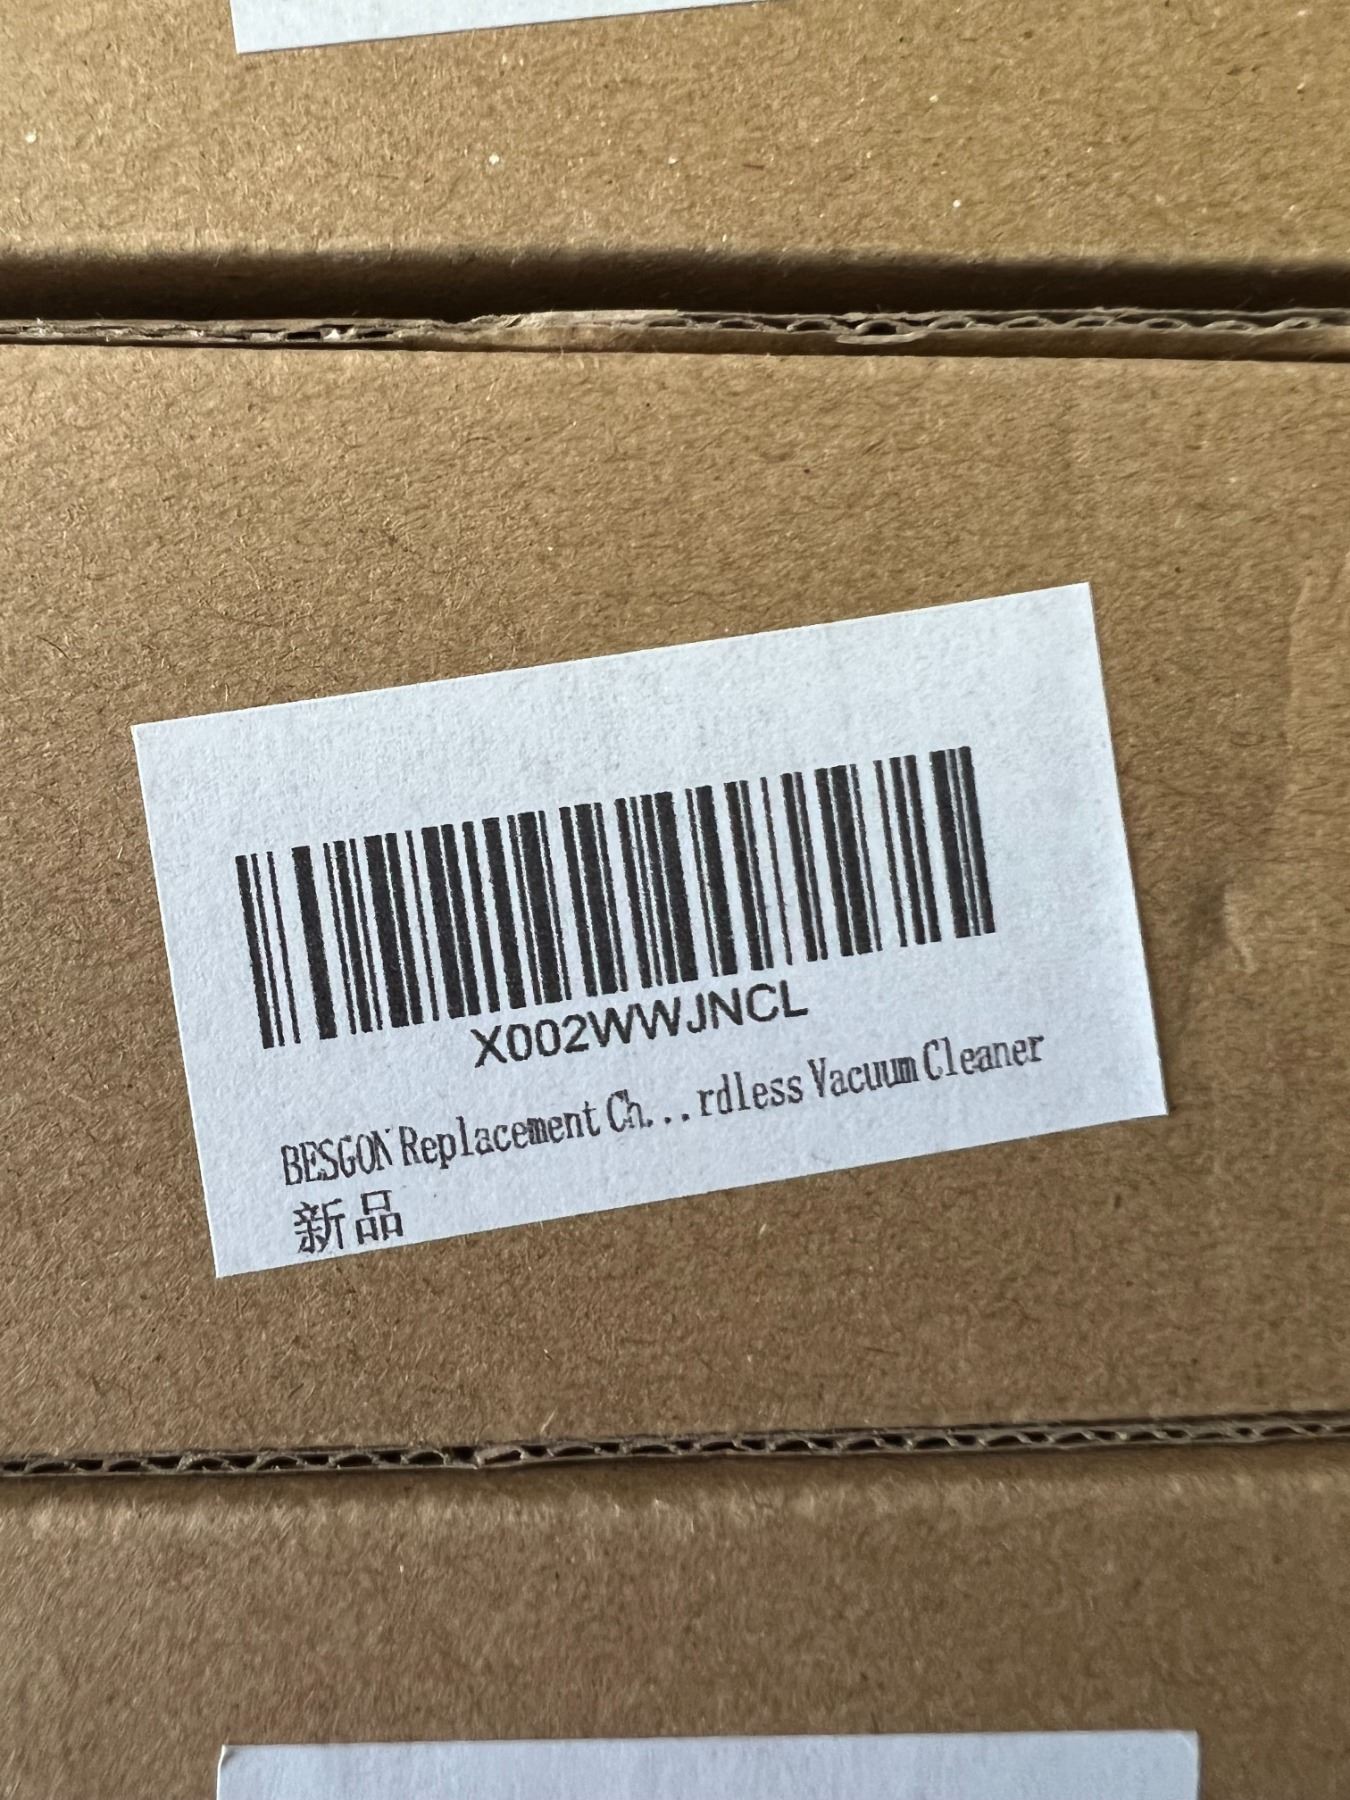 X002WWJNCL
BESGON Replacement Ch...rdless Vacuum Cleaner
新品